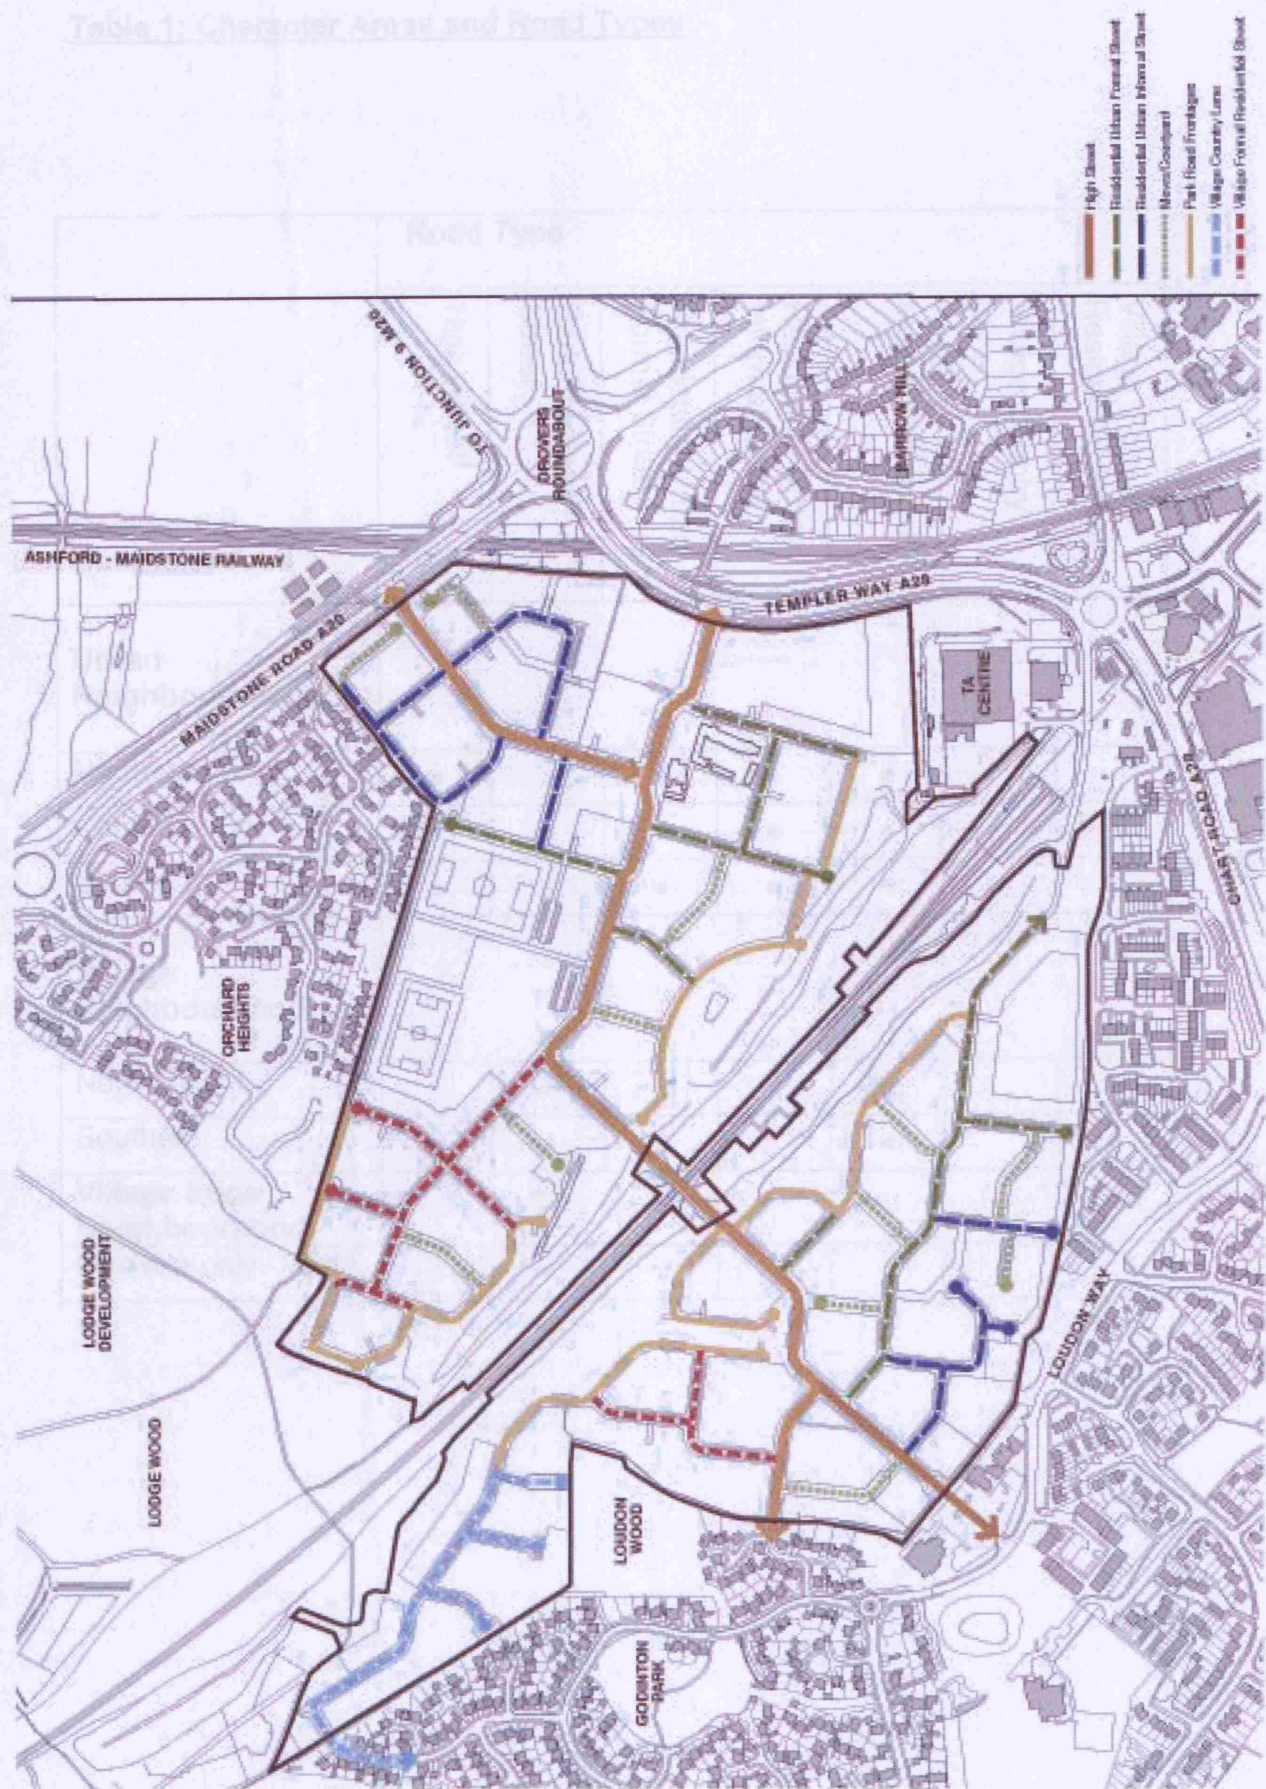 Table 1: Character Areas and Road Types
Road Type
High Street
Residential Urban Formal Street
Residential Urban Informal Street
Mews/Courtyard
Park Road Frontages
Village Country Lane
Village Formal Residential Street
TO JUNCTION 9 M20
DROVERS
ROUNDABOUT
BARROW HILL
ASHFORD - MAIDSTONE RAILWAY
MAIDSTONE ROAD A20
TEMPLER WAY A28
TA
CENTRE
CHART ROAD A28
ORCHARD
HEIGHTS
LODGE WOOD
DEVELOPMENT
LODGE WOOD
LOUDON WAY
LOUDON
WOOD
GODINTON
PARK